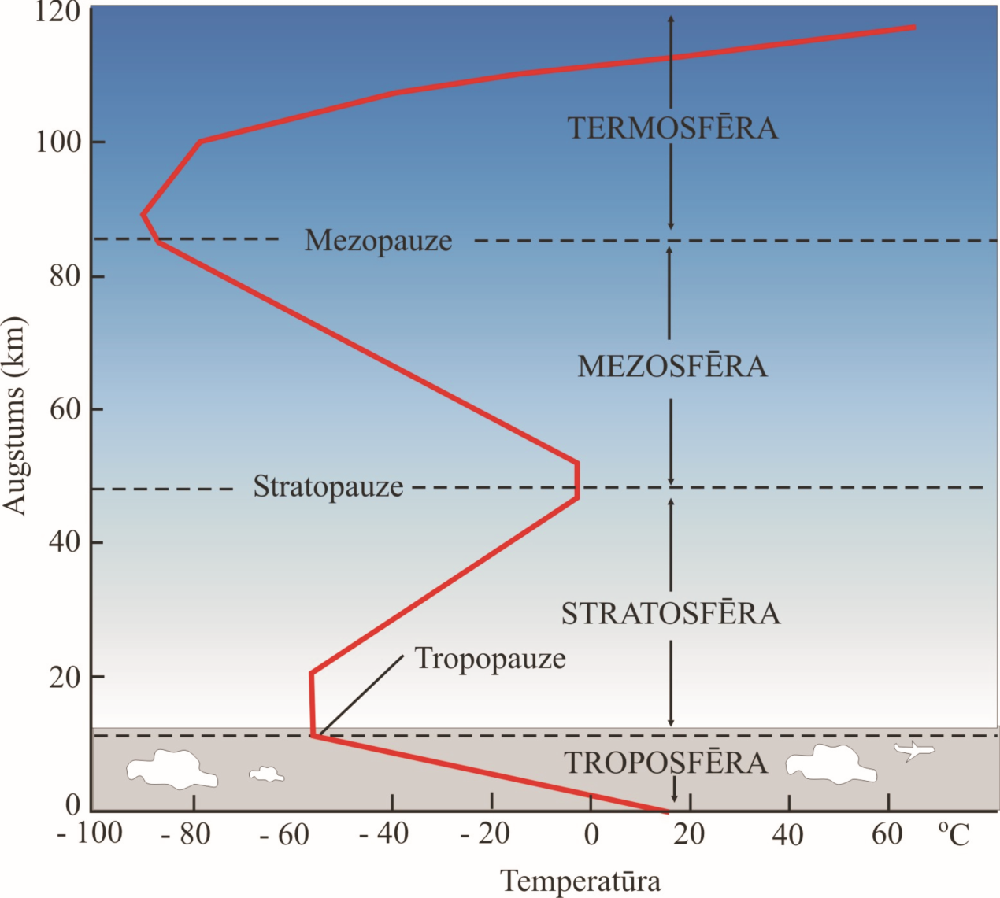 120
TERMOSFĒRA
100
Mezopauze
80
MEZOSFĒRA
Augstums (km)
60
Stratopauze
40
STRATOSFĒRA
Tropopauze
20
TROPOSFĒRA
0
- 100 - 80 - 60 - 40 - 20 0 20 40 60 ºC
Temperatūra